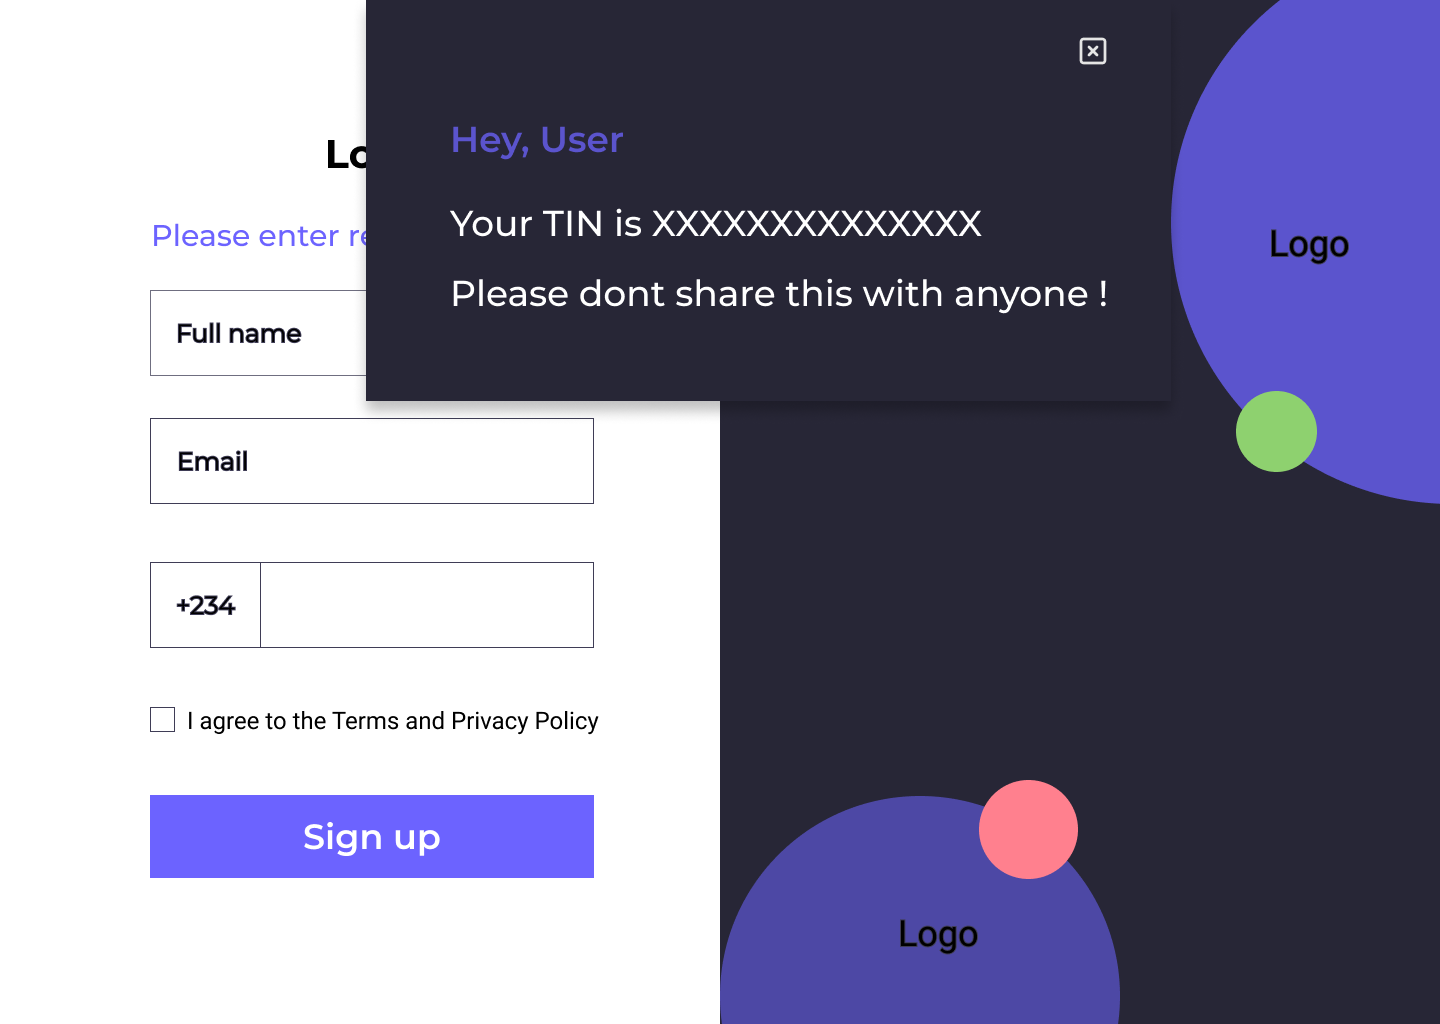 Hey, User
Your TIN is XXXXXXXXXXXXXX
Please dont share this with anyone !
Lo
Please enter re
Full name
Email
+234
I agree to the Terms and Privacy Policy
Sign up
Logo
Logo